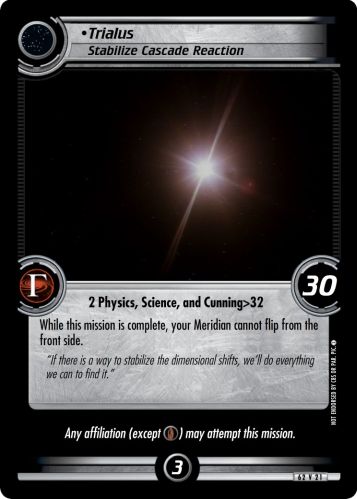 •Trialus
Stabilize Cascade Reaction
Γ
30
2 Physics, Science, and Cunning>32
While this mission is complete, your Meridian cannot flip from the
front side.
"If there is a way to stabilize the dimensional shifts, we'll do everything
we can to find it."
NOT ENDORSED BY CBS OR PAR. PIC.
Any affiliation (except ) may attempt this mission.
3
62 V 21